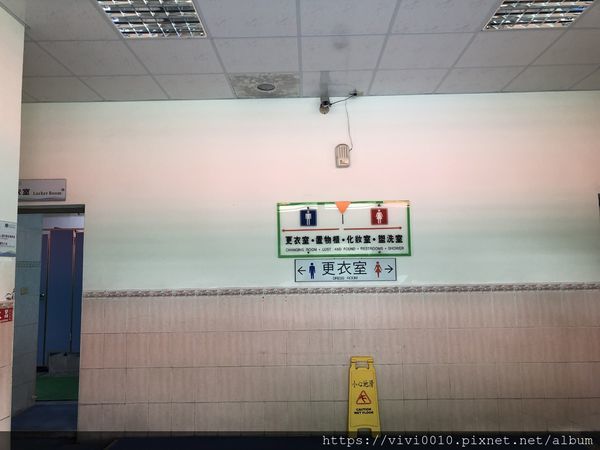 衣室 Locker Room
更衣室·置物櫃·化妝室·盥洗室
CHANGING ROOM · LOST AND FOUND · RESTROOMS · SHOWER
← 更衣室 →
DRESS ROOM
小心地滑
CAUTION
WET FLOOR
https://vivi0010.pixnet.net/album